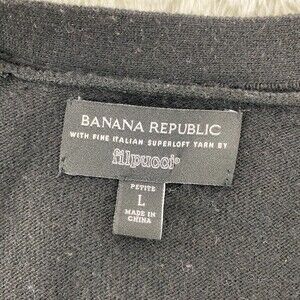 BANANA REPUBLIC
WITH FINE ITALIAN SUPERLOFT YARN BY
filpucci®
PETITE
L
MADE IN
CHINA